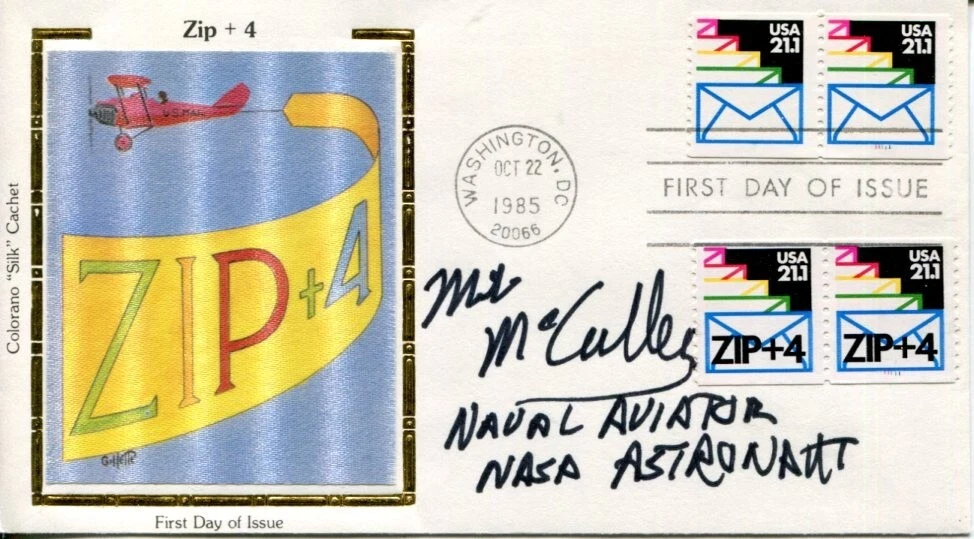 Zip + 4
Colorano "Silk" Cachet
U.S. MAIL
ZIP+4
First Day of Issue
WASHINGTON, DC
OCT 22
1985
20066
USA
21.1
USA
21.1
FIRST DAY OF ISSUE
USA
21.1
ZIP+4
USA
21.1
ZIP+4
Mike
McCulley
NAVAL AVIATOR
NASA ASTRONAUT